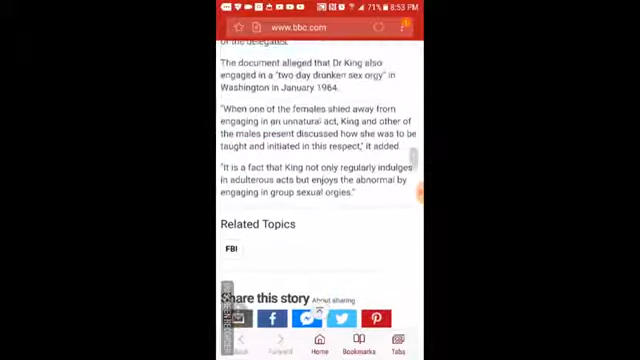 71% 8:53 PM
www.bbc.com
of the delegates.
The document alleged that Dr King also
engaged in a "two day drunken sex orgy" in
Washington in January 1964.
"When one of the females shied away from
engaging in an unnatural act, King and other of
the males present discussed how she was to be
taught and initiated in this respect," it added.
"It is a fact that King not only regularly indulges
in adulterous acts but enjoys the abnormal by
engaging in group sexual orgies."
Related Topics
FBI
Share this story About sharing
Back Forward Home Bookmarks Tabs